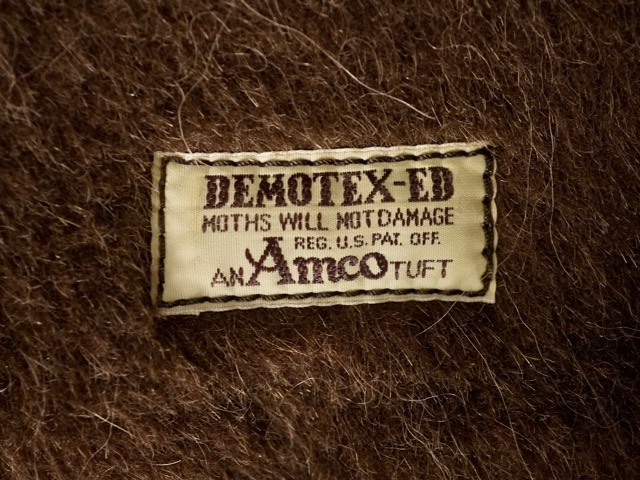 DEMOTEX-ED
MOTHS WILL NOT DAMAGE
REG. U.S. PAT. OFF.
AN Amco TUFT